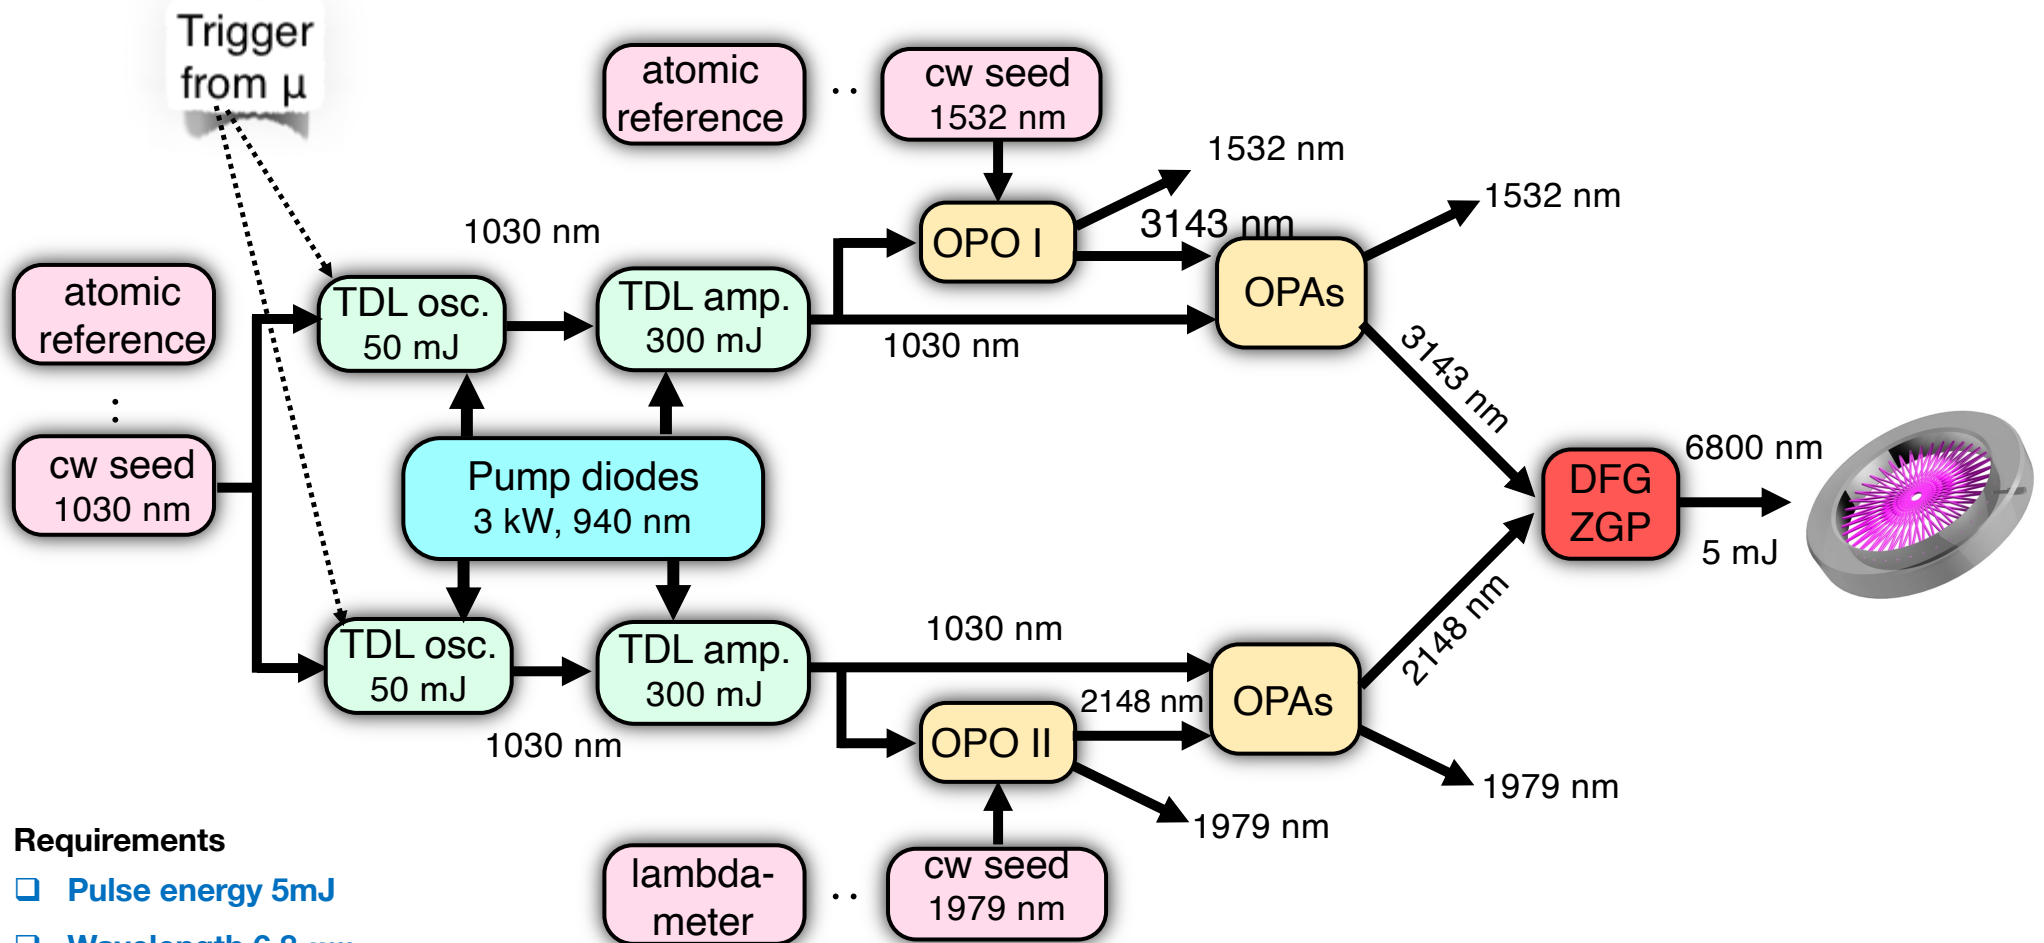 Trigger
from μ
atomic
reference
cw seed
1532 nm
1532 nm
1532 nm
1030 nm
OPO I
3143 nm
OPAs
atomic
reference
TDL osc.
50 mJ
TDL amp.
300 mJ
1030 nm
3143 nm
cw seed
1030 nm
Pump diodes
3 kW, 940 nm
DFG
ZGP
6800 nm
5 mJ
TDL osc.
50 mJ
TDL amp.
300 mJ
1030 nm
1030 nm
2148 nm
2148 nm
OPAs
OPO II
1979 nm
1979 nm
lambda-
meter
cw seed
1979 nm
Requirements
Pulse energy 5mJ